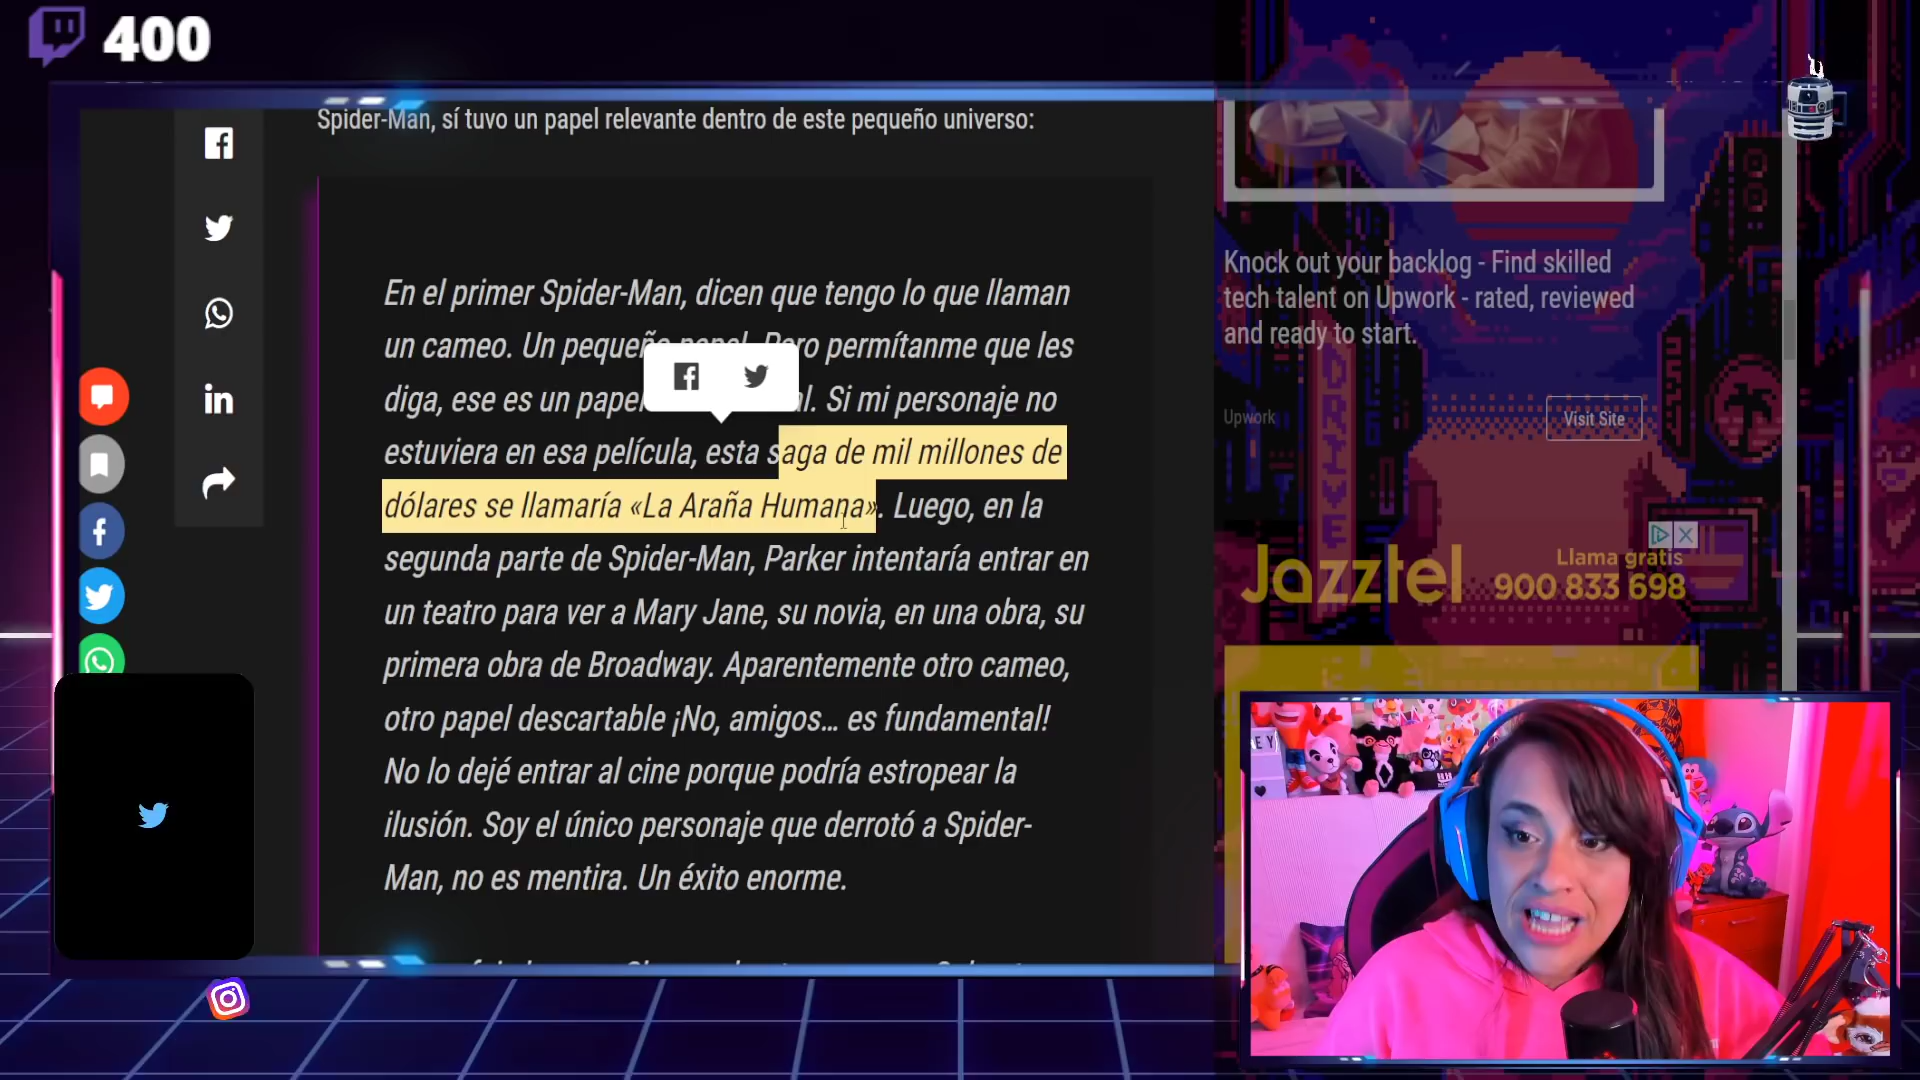 400
Spider-Man, sí tuvo un papel relevante dentro de este pequeño universo:
En el primer Spider-Man, dicen que tengo lo que llaman
un cameo. Un pequeño papel. Pero permítanme que les
diga, ese es un papel l. Si mi personaje no
estuviera en esa película, esta saga de mil millones de
dólares se llamaría «La Araña Humana». Luego, en la
segunda parte de Spider-Man, Parker intentaría entrar en
un teatro para ver a Mary Jane, su novia, en una obra, su
primera obra de Broadway. Aparentemente otro cameo,
otro papel descartable ¡No, amigos... es fundamental!
No lo dejé entrar al cine porque podría estropear la
ilusión. Soy el único personaje que derrotó a Spider-
Man, no es mentira. Un éxito enorme.
Knock out your backlog - Find skilled
tech talent on Upwork - rated, reviewed
and ready to start.
Upwork
Visit Site
DRIVE
Jazztel
Llama gratis
900 833 698